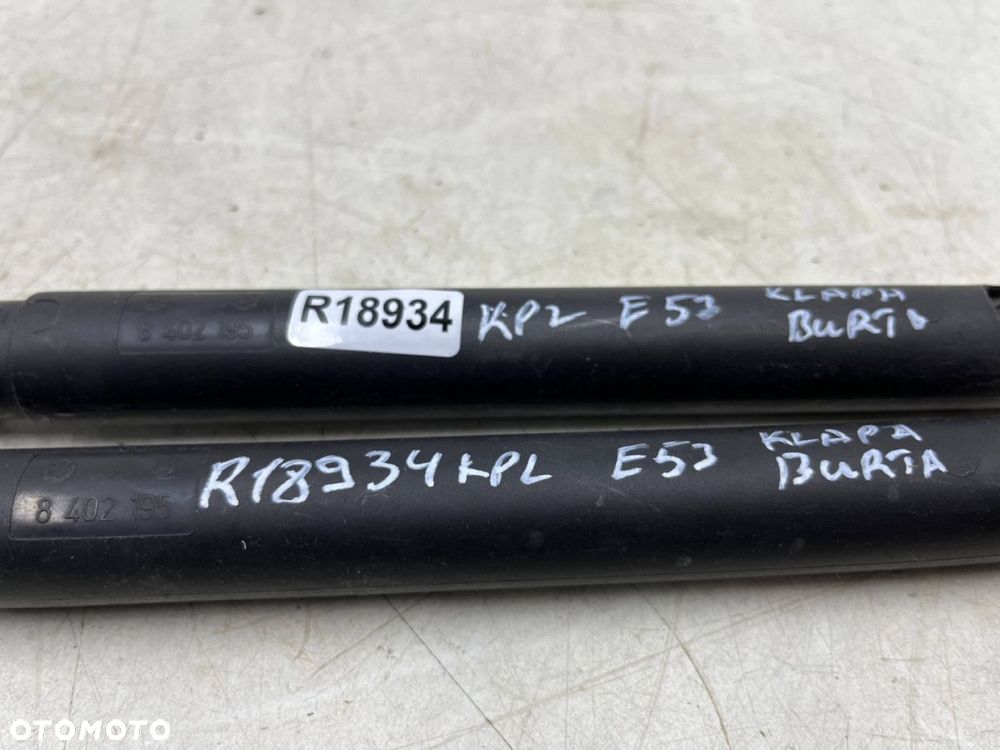 8 402 195 R18934 KPL E53 KLAPA
BURTA
8 402 195 R18934 KPL E53 KLAPA
BURTA
OTOMOTO